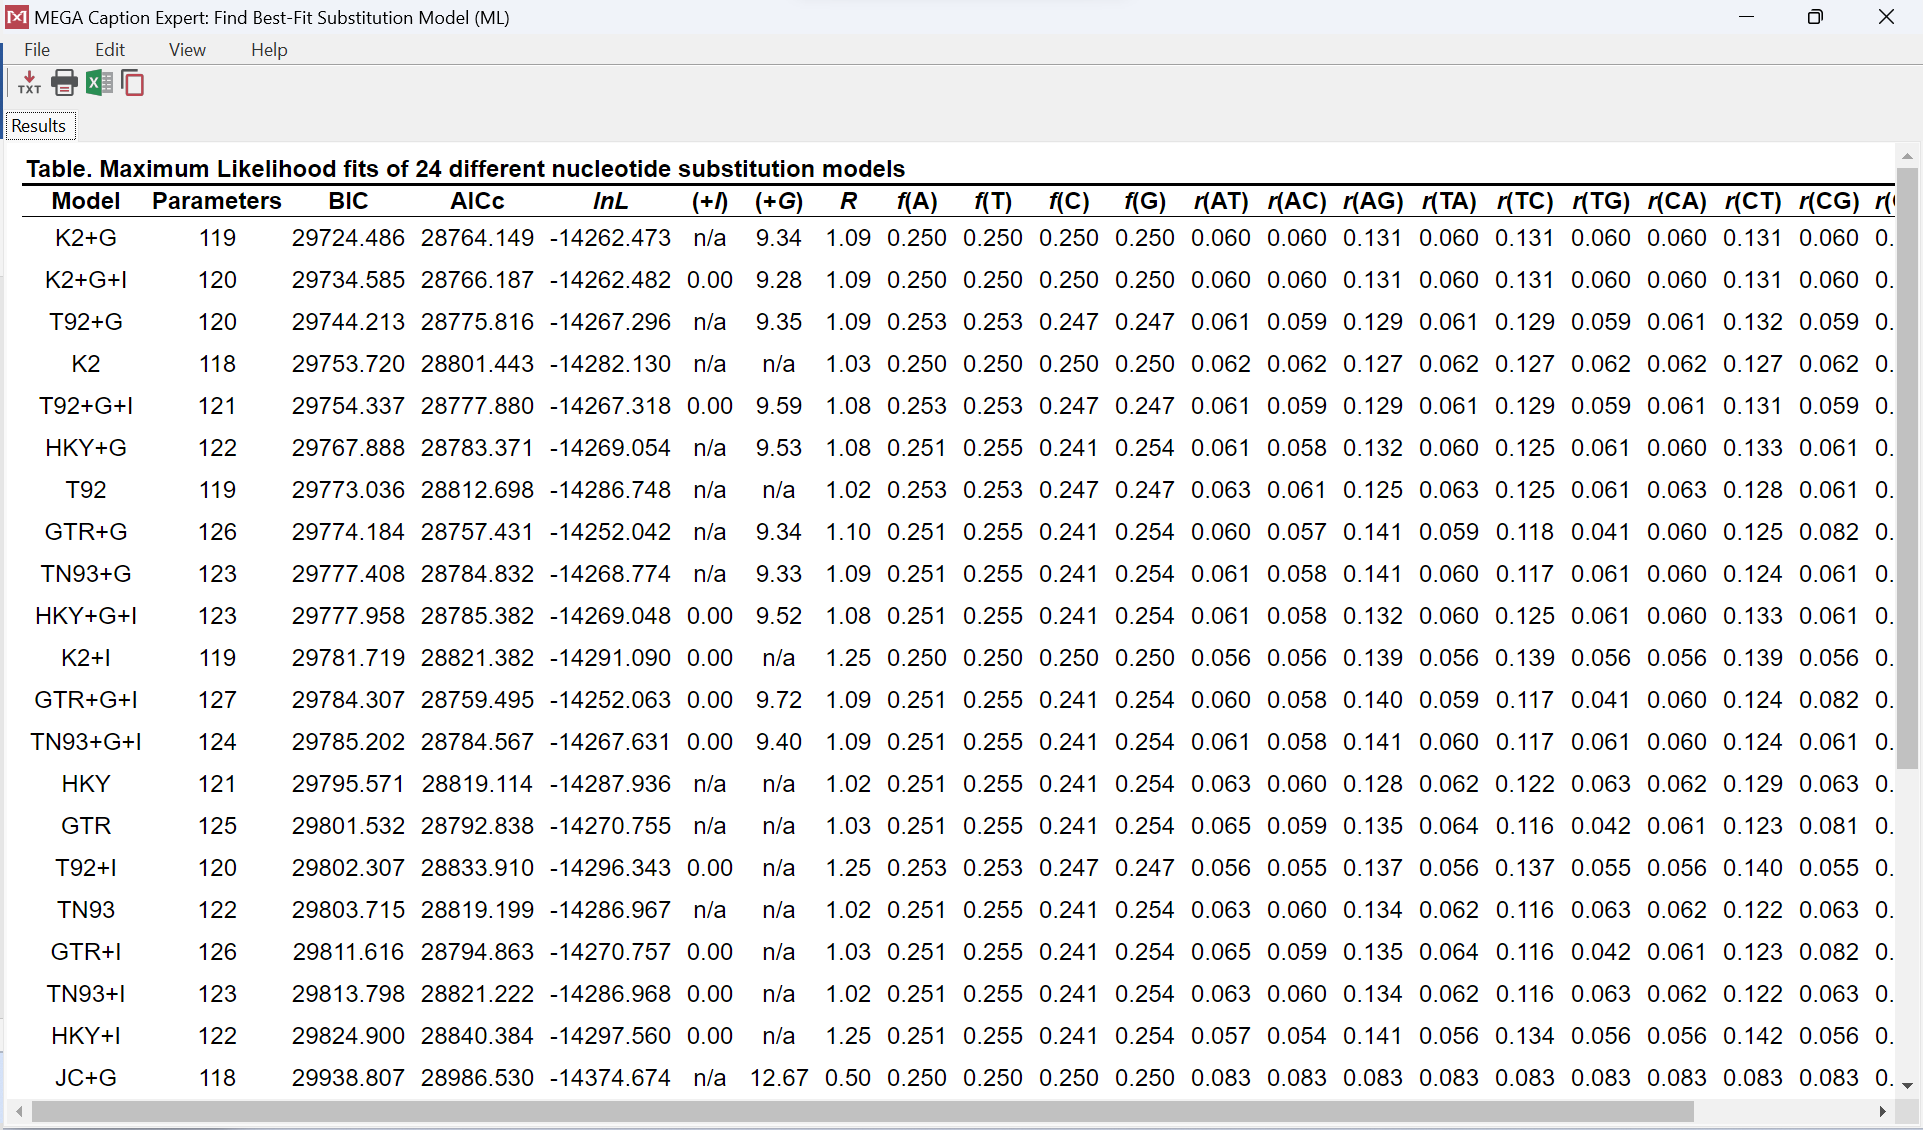 MEGA Caption Expert: Find Best-Fit Substitution Model (ML)
File Edit View Help
TXT
Results
Table. Maximum Likelihood fits of 24 different nucleotide substitution models
Model Parameters BIC AICc lnL (+I) (+G) R f(A) f(T) f(C) f(G) r(AT) r(AC) r(AG) r(TA) r(TC) r(TG) r(CA) r(CT) r(CG) r(
K2+G 119 29724.486 28764.149 -14262.473 n/a 9.34 1.09 0.250 0.250 0.250 0.250 0.060 0.060 0.131 0.060 0.131 0.060 0.060 0.131 0.060 0.
K2+G+I 120 29734.585 28766.187 -14262.482 0.00 9.28 1.09 0.250 0.250 0.250 0.250 0.060 0.060 0.131 0.060 0.131 0.060 0.060 0.131 0.060 0.
T92+G 120 29744.213 28775.816 -14267.296 n/a 9.35 1.09 0.253 0.253 0.247 0.247 0.061 0.059 0.129 0.061 0.129 0.059 0.061 0.132 0.059 0.
K2 118 29753.720 28801.443 -14282.130 n/a n/a 1.03 0.250 0.250 0.250 0.250 0.062 0.062 0.127 0.062 0.127 0.062 0.062 0.127 0.062 0.
T92+G+I 121 29754.337 28777.880 -14267.318 0.00 9.59 1.08 0.253 0.253 0.247 0.247 0.061 0.059 0.129 0.061 0.129 0.059 0.061 0.131 0.059 0.
HKY+G 122 29767.888 28783.371 -14269.054 n/a 9.53 1.08 0.251 0.255 0.241 0.254 0.061 0.058 0.132 0.060 0.125 0.061 0.060 0.133 0.061 0.
T92 119 29773.036 28812.698 -14286.748 n/a n/a 1.02 0.253 0.253 0.247 0.247 0.063 0.061 0.125 0.063 0.125 0.061 0.063 0.128 0.061 0.
GTR+G 126 29774.184 28757.431 -14252.042 n/a 9.34 1.10 0.251 0.255 0.241 0.254 0.060 0.057 0.141 0.059 0.118 0.041 0.060 0.125 0.082 0.
TN93+G 123 29777.408 28784.832 -14268.774 n/a 9.33 1.09 0.251 0.255 0.241 0.254 0.061 0.058 0.141 0.060 0.117 0.061 0.060 0.124 0.061 0.
HKY+G+I 123 29777.958 28785.382 -14269.048 0.00 9.52 1.08 0.251 0.255 0.241 0.254 0.061 0.058 0.132 0.060 0.125 0.061 0.060 0.133 0.061 0.
K2+I 119 29781.719 28821.382 -14291.090 0.00 n/a 1.25 0.250 0.250 0.250 0.250 0.056 0.056 0.139 0.056 0.139 0.056 0.056 0.139 0.056 0.
GTR+G+I 127 29784.307 28759.495 -14252.063 0.00 9.72 1.09 0.251 0.255 0.241 0.254 0.060 0.058 0.140 0.059 0.117 0.041 0.060 0.124 0.082 0.
TN93+G+I 124 29785.202 28784.567 -14267.631 0.00 9.40 1.09 0.251 0.255 0.241 0.254 0.061 0.058 0.141 0.060 0.117 0.061 0.060 0.124 0.061 0.
HKY 121 29795.571 28819.114 -14287.936 n/a n/a 1.02 0.251 0.255 0.241 0.254 0.063 0.060 0.128 0.062 0.122 0.063 0.062 0.129 0.063 0.
GTR 125 29801.532 28792.838 -14270.755 n/a n/a 1.03 0.251 0.255 0.241 0.254 0.065 0.059 0.135 0.064 0.116 0.042 0.061 0.123 0.081 0.
T92+I 120 29802.307 28833.910 -14296.343 0.00 n/a 1.25 0.253 0.253 0.247 0.247 0.056 0.055 0.137 0.056 0.137 0.055 0.056 0.140 0.055 0.
TN93 122 29803.715 28819.199 -14286.967 n/a n/a 1.02 0.251 0.255 0.241 0.254 0.063 0.060 0.134 0.062 0.116 0.063 0.062 0.122 0.063 0.
GTR+I 126 29811.616 28794.863 -14270.757 0.00 n/a 1.03 0.251 0.255 0.241 0.254 0.065 0.059 0.135 0.064 0.116 0.042 0.061 0.123 0.082 0.
TN93+I 123 29813.798 28821.222 -14286.968 0.00 n/a 1.02 0.251 0.255 0.241 0.254 0.063 0.060 0.134 0.062 0.116 0.063 0.062 0.122 0.063 0.
HKY+I 122 29824.900 28840.384 -14297.560 0.00 n/a 1.25 0.251 0.255 0.241 0.254 0.057 0.054 0.141 0.056 0.134 0.056 0.056 0.142 0.056 0.
JC+G 118 29938.807 28986.530 -14374.674 n/a 12.67 0.50 0.250 0.250 0.250 0.250 0.083 0.083 0.083 0.083 0.083 0.083 0.083 0.083 0.083 0.